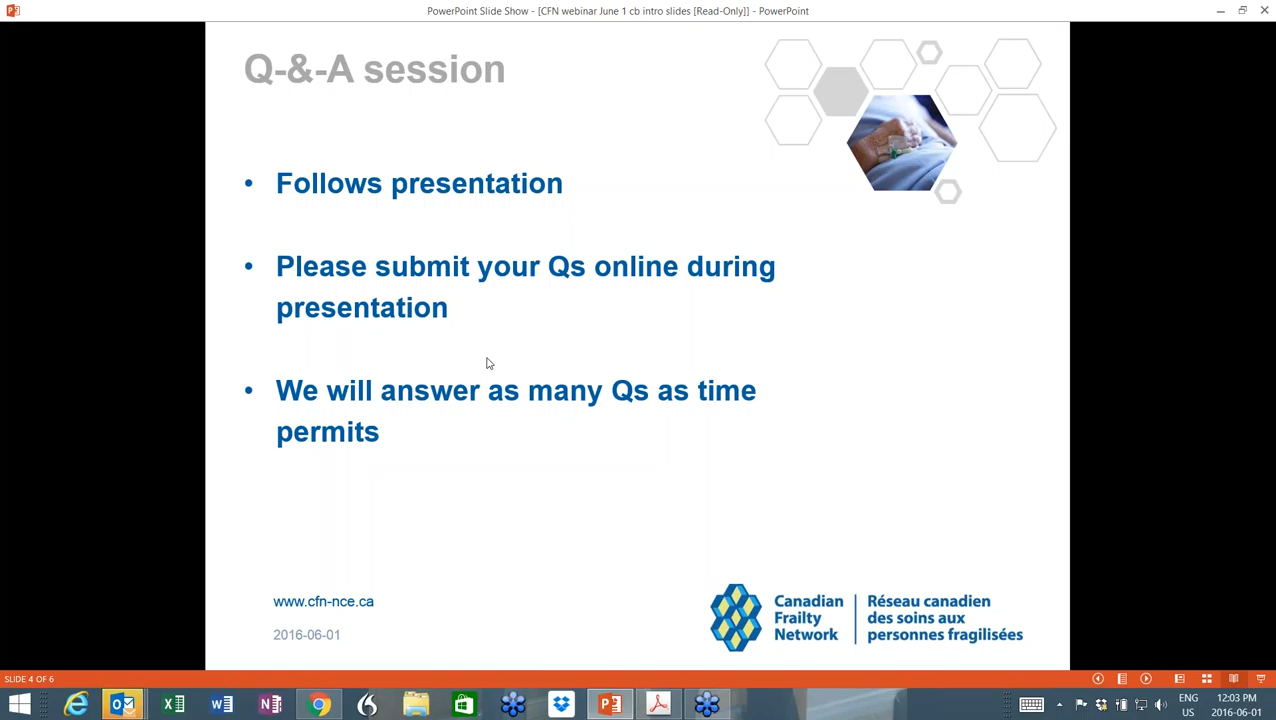 PowerPoint Slide Show - [CFN webinar June 1 cb intro slides [Read-Only]] - PowerPoint
Q-&-A session
• Follows presentation
• Please submit your Qs online during
presentation
• We will answer as many Qs as time
permits
www.cfn-nce.ca
2016-06-01
Canadian
Frailty
Network
Réseau canadien
des soins aux
personnes fragilisées
SLIDE 4 OF 6
ENG
US
12:03 PM
2016-06-01